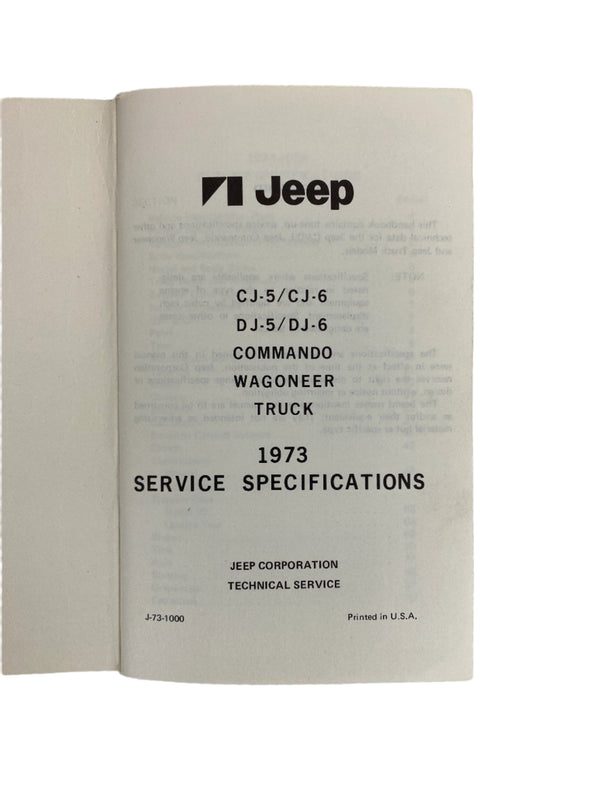 Jeep
CJ-5/CJ-6
DJ-5/DJ-6
COMMANDO
WAGONEER
TRUCK
1973
SERVICE SPECIFICATIONS
JEEP CORPORATION
TECHNICAL SERVICE
J-73-1000 Printed in U.S.A.